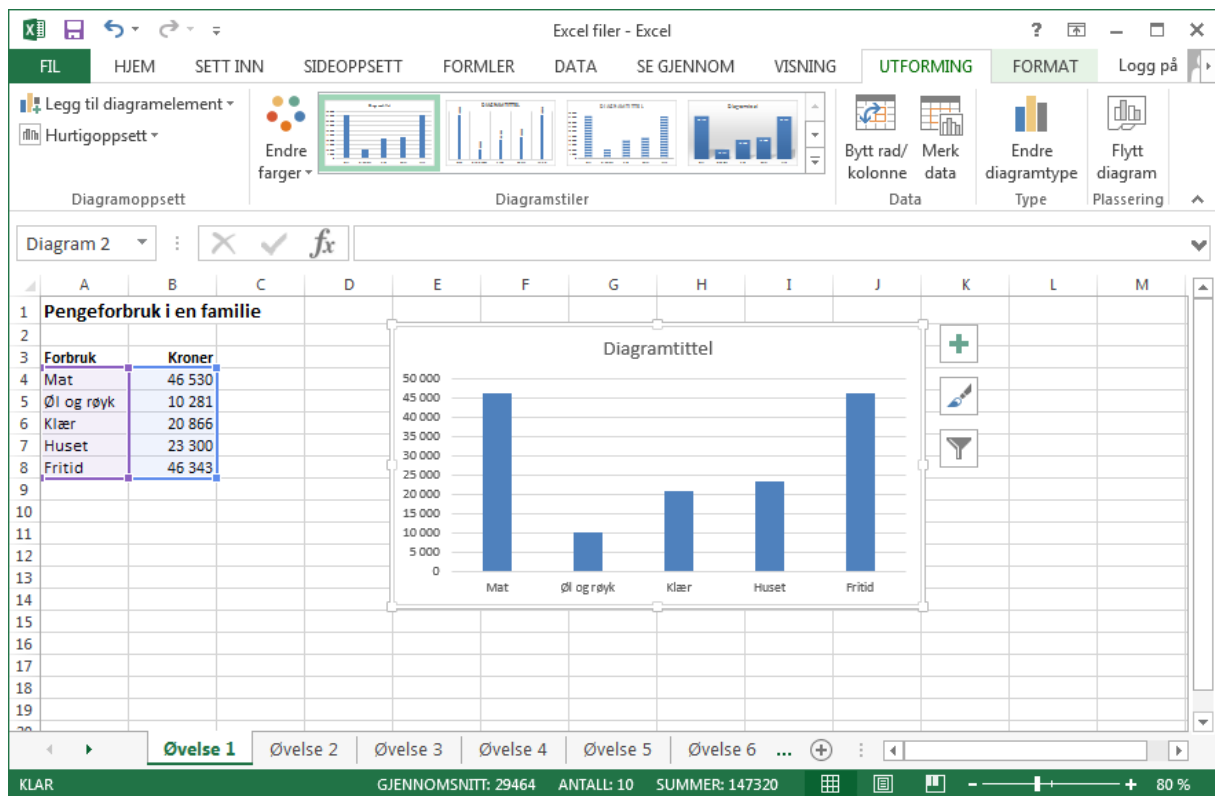 Excel filer - Excel
FIL HJEM SETT INN SIDEOPPSETT FORMLER DATA SE GJENNOM VISNING UTFORMING FORMAT Logg på
Legg til diagramelement
Hurtigoppsett
Diagramoppsett
Endre
farger
Diagramstiler
Bytt rad/
kolonne
Merk
data
Data
Endre
diagramtype
Type
Flytt
diagram
Plassering
Diagram 2
fx
A B C D E F G H I J K L M
1 Pengeforbruk i en familie
2
3 Forbruk Kroner
4 Mat 46 530
5 Øl og røyk 10 281
6 Klær 20 866
7 Huset 23 300
8 Fritid 46 343
9
10
11
12
13
14
15
16
17
18
19
Diagramtittel
50 000
45 000
40 000
35 000
30 000
25 000
20 000
15 000
10 000
5 000
0
Mat Øl og røyk Klær Huset Fritid
Øvelse 1 Øvelse 2 Øvelse 3 Øvelse 4 Øvelse 5 Øvelse 6 ...
KLAR GJENNOMSNITT: 29464 ANTALL: 10 SUMMER: 147320 80 %